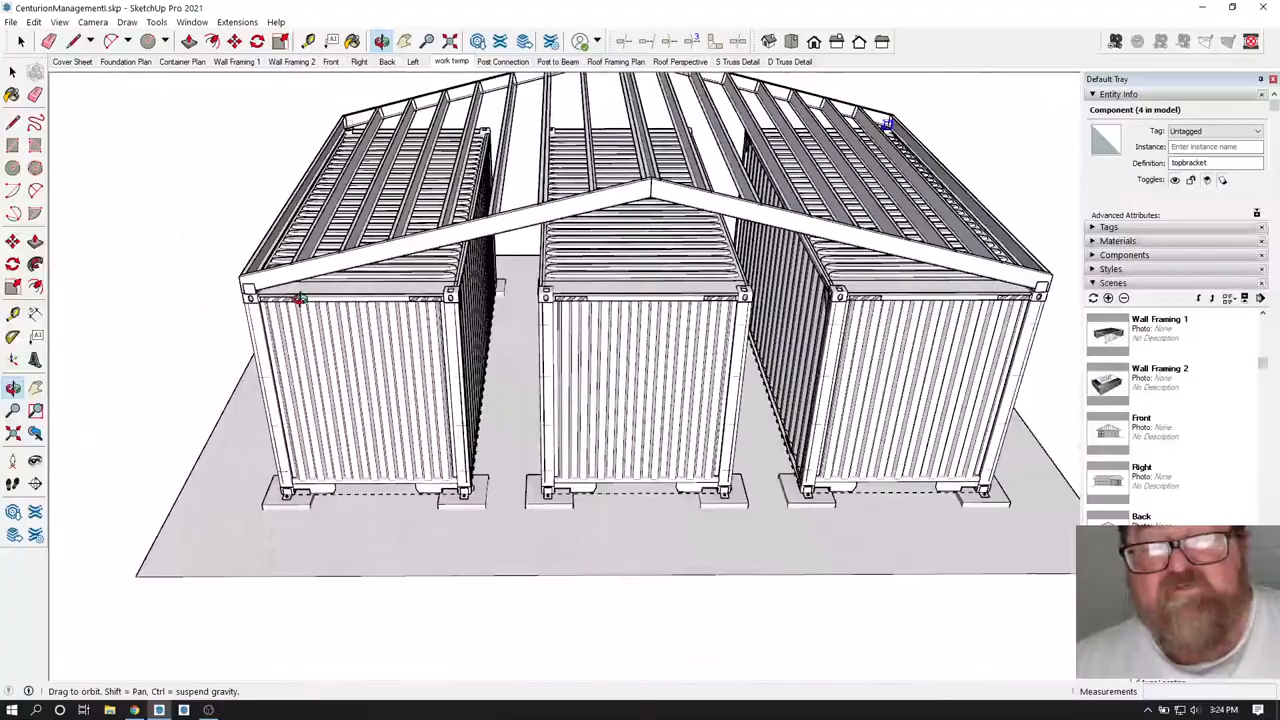 CenturionManagementl.skp - SketchUp Pro 2021
File Edit View Camera Draw Tools Window Extensions Help
Cover Sheet Foundation Plan Container Plan Wall Framing 1 Wall Framing 2 Front Right Back Left work twmp Post Connection Post to Beam Roof Framing Plan Roof Perspective S Truss Detail D Truss Detail
Default Tray
Entity Info
Component (4 in model)
Tag: Untagged
Instance: Enter instance name
Definition: topbracket
Toggles:
Advanced Attributes:
Tags
Materials
Components
Styles
Scenes
Wall Framing 1
Photo: None
No Description
Wall Framing 2
Photo: None
No Description
Front
Photo: None
No Description
Right
Photo: None
No Description
Back
Drag to orbit. Shift = Pan, Ctrl = suspend gravity.
Measurements
3:24 PM